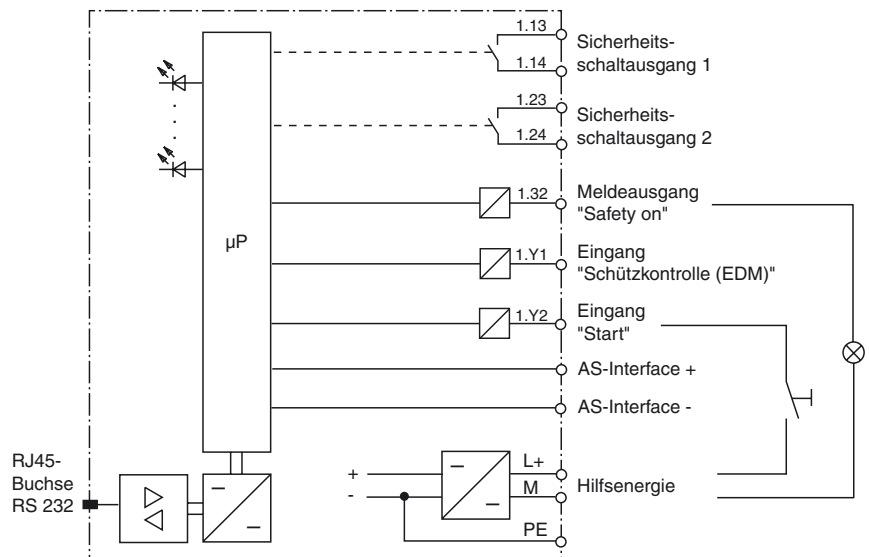 1.13
Sicherheits-
schaltausgang 1
1.14
1.23
Sicherheits-
schaltausgang 2
1.24
1.32
Meldeausgang
"Safety on"
µP
1.Y1
Eingang
"Schützkontrolle (EDM)"
1.Y2
Eingang
"Start"
AS-Interface +
AS-Interface -
RJ45-
Buchse
RS 232
+
-
L+
M
Hilfsenergie
PE